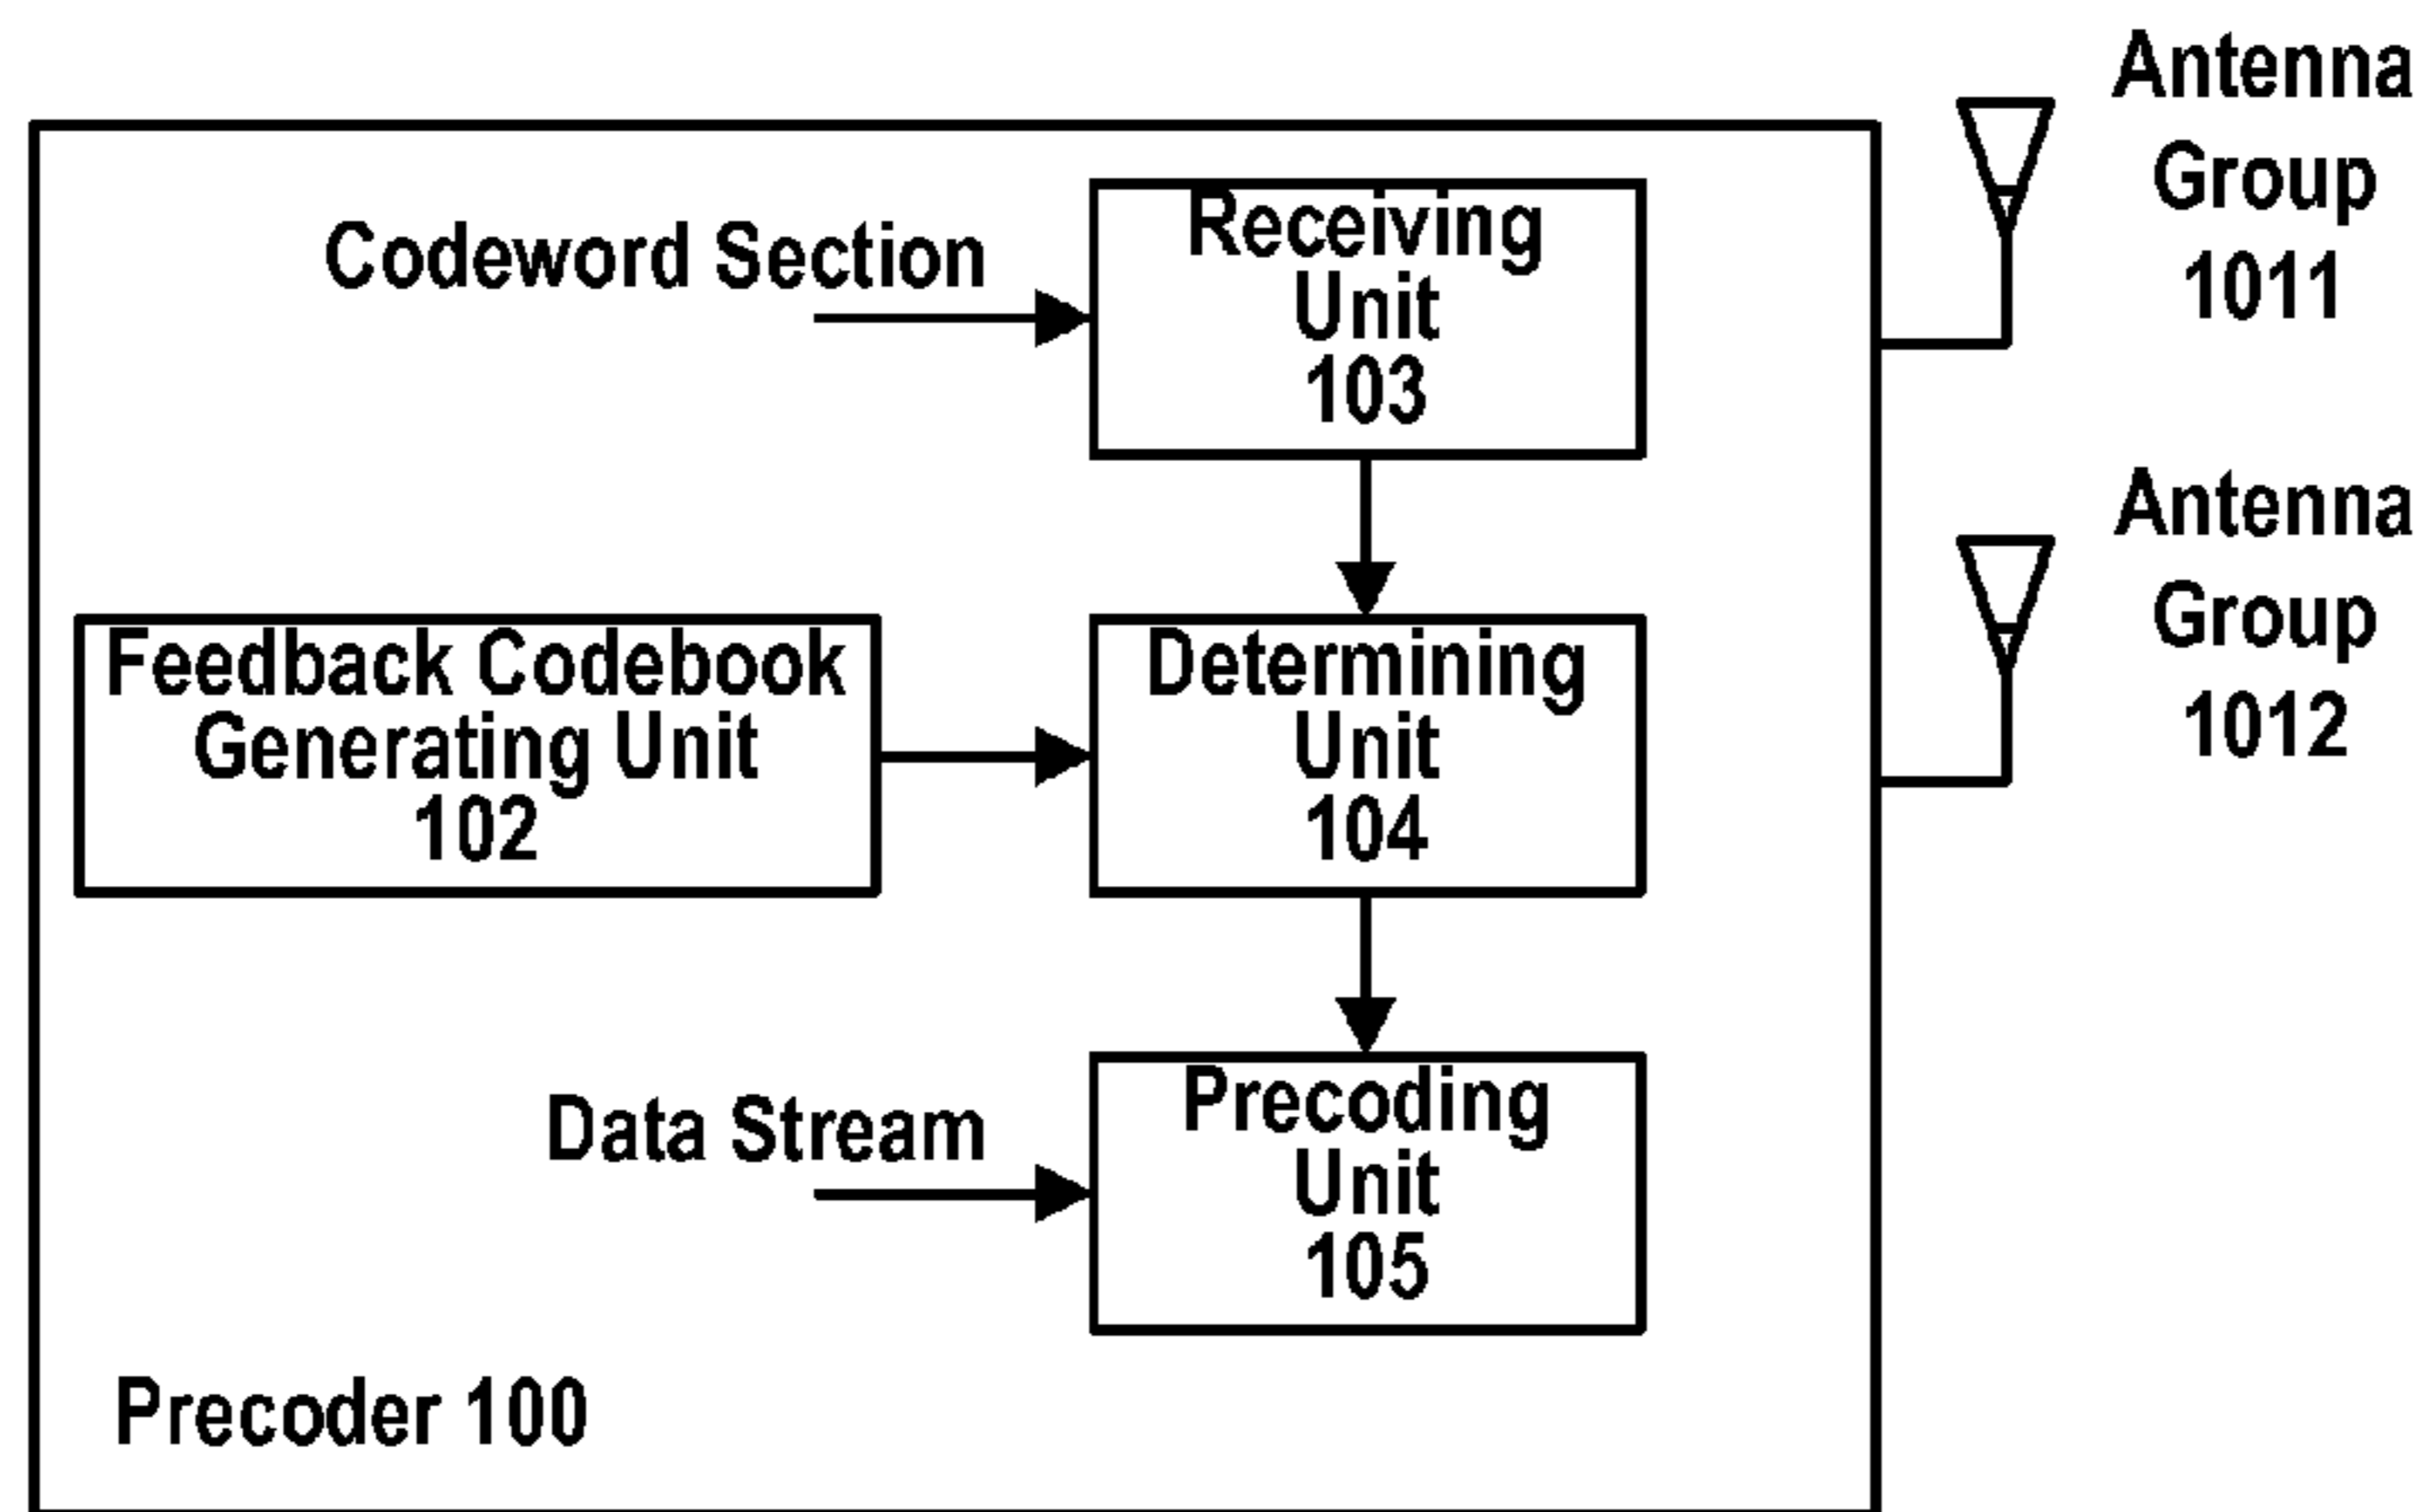 Antenna
Group
1011
Codeword Section
Receiving
Unit
103
Antenna
Group
1012
Feedback Codebook
Generating Unit
102
Determining
Unit
104
Data Stream
Precoding
Unit
105
Precoder 100